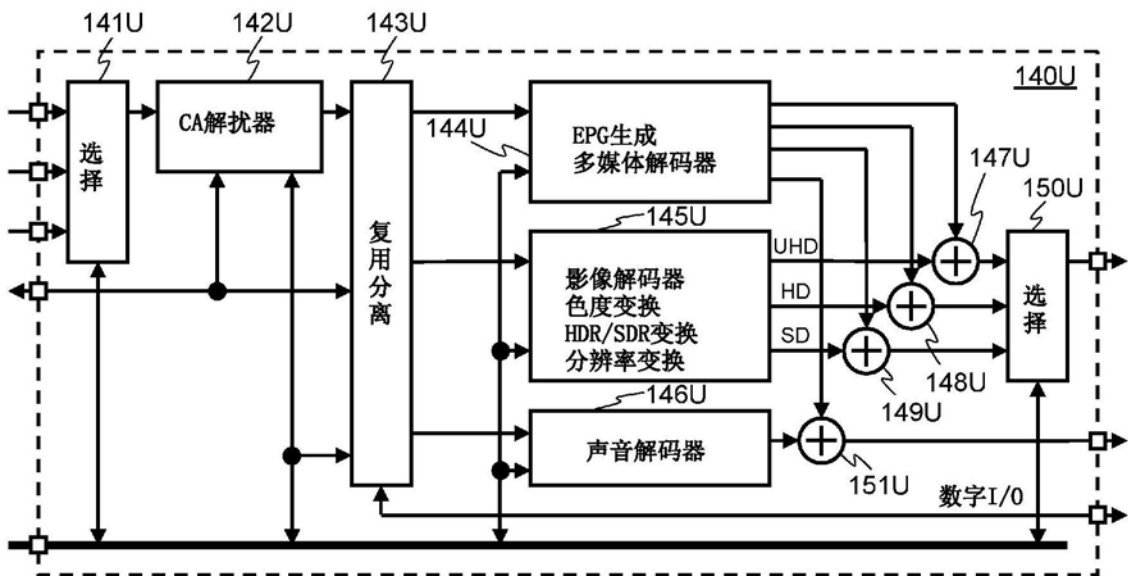 141U
142U
143U
140U
选择
CA解扰器
144U
EPG生成
多媒体解码器
147U
150U
复用分离
145U
影像解码器
色度变换
HDR/SDR变换
分辨率变换
UHD
HD
SD
选择
148U
149U
146U
声音解码器
151U
数字I/O